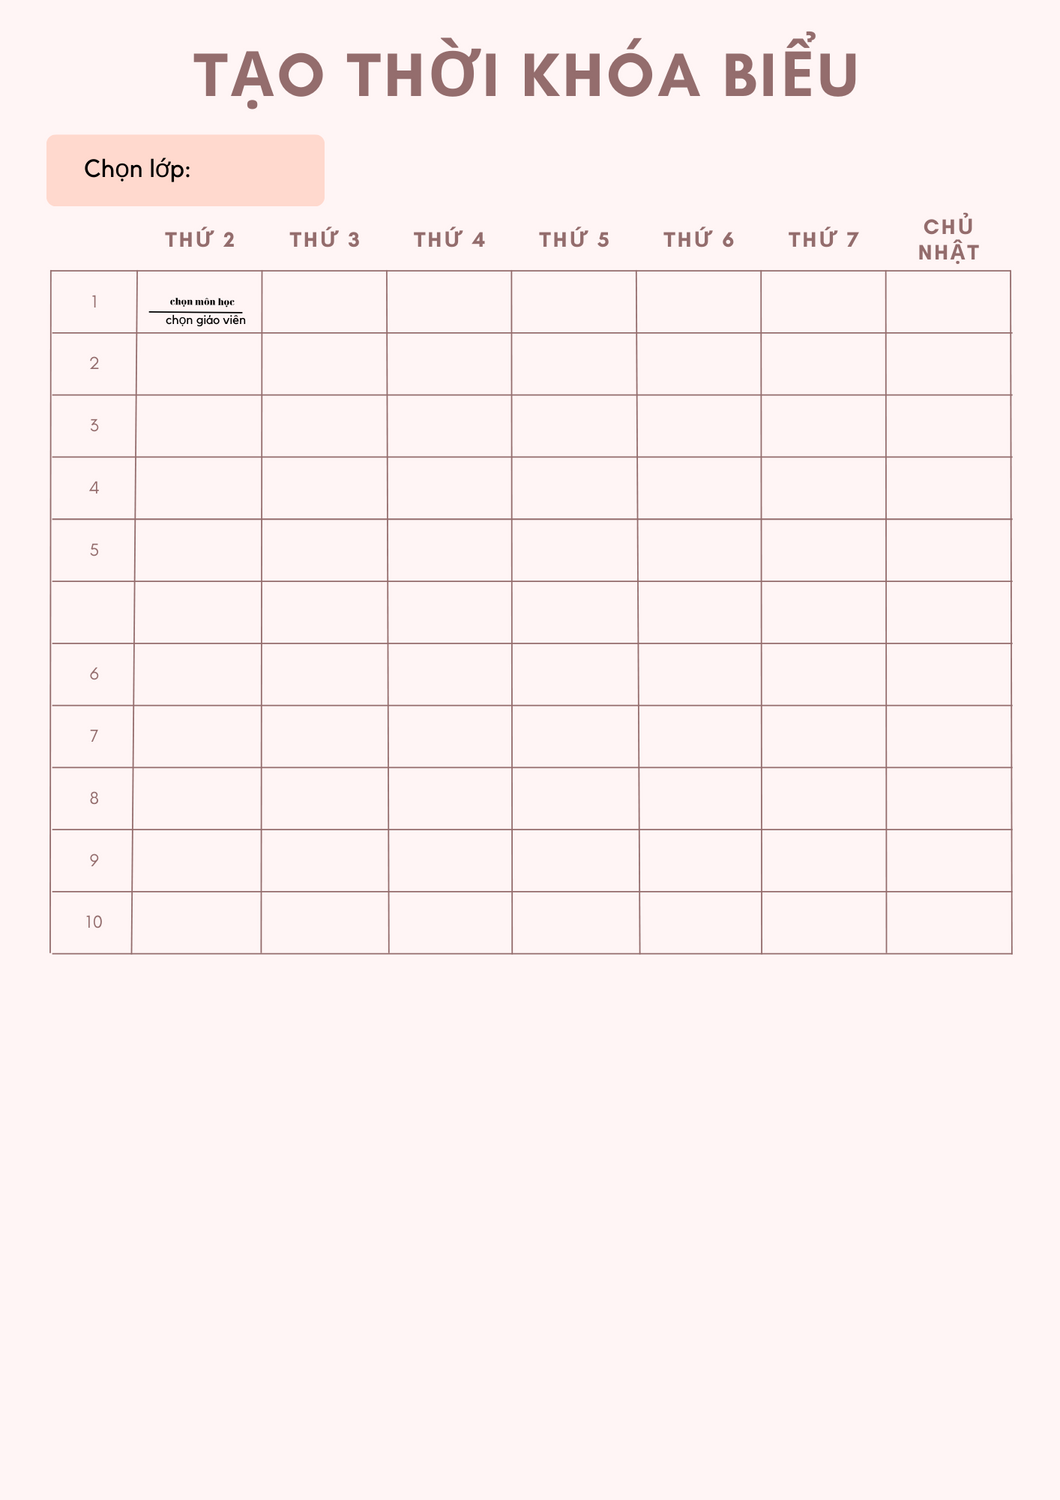 TẠO THỜI KHÓA BIỂU
Chọn lớp:
THỨ 2 THỨ 3 THỨ 4 THỨ 5 THỨ 6 THỨ 7 CHỦ NHẬT
1
chọn môn học
chọn giáo viên
2
3
4
5
6
7
8
9
10